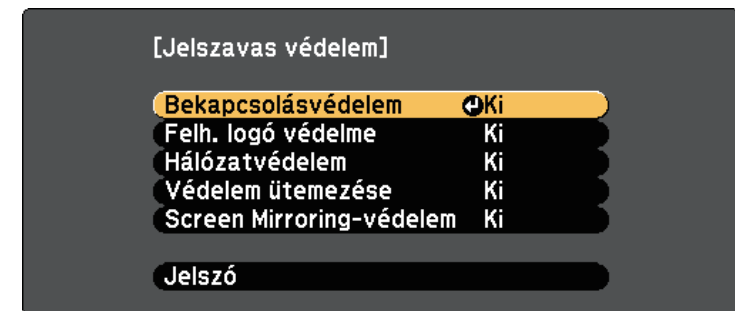 [Jelszavas védelem]
Bekapcsolásvédelem Ki
Felh. logó védelme Ki
Hálózatvédelem Ki
Védelem ütemezése Ki
Screen Mirroring-védelem Ki
Jelszó